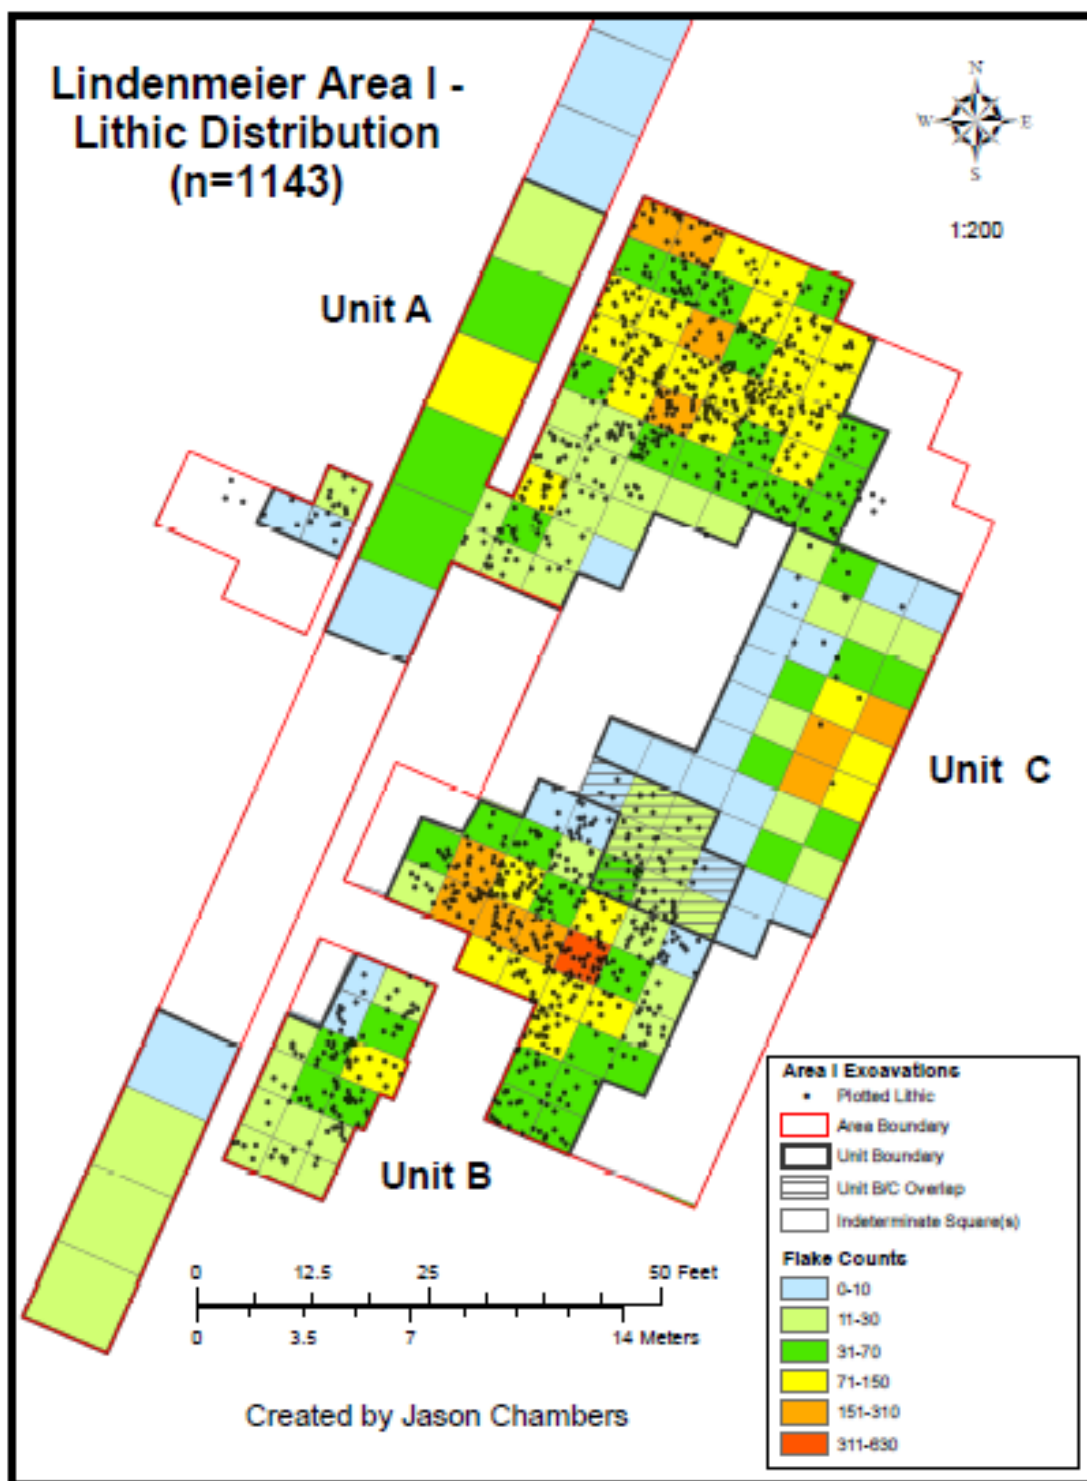 Lindenmeier Area I -
Lithic Distribution
(n=1143)
N
W E
S
1:200
Unit A
Unit C
Unit B
Area I Excavations
Plotted Lithic
Area Boundary
Unit Boundary
Unit B/C Overlap
Indeterminate Square(s)
Flake Counts
0-10
11-30
31-70
71-150
151-310
311-630
0 12.5 25 50 Feet
0 3.5 7 14 Meters
Created by Jason Chambers